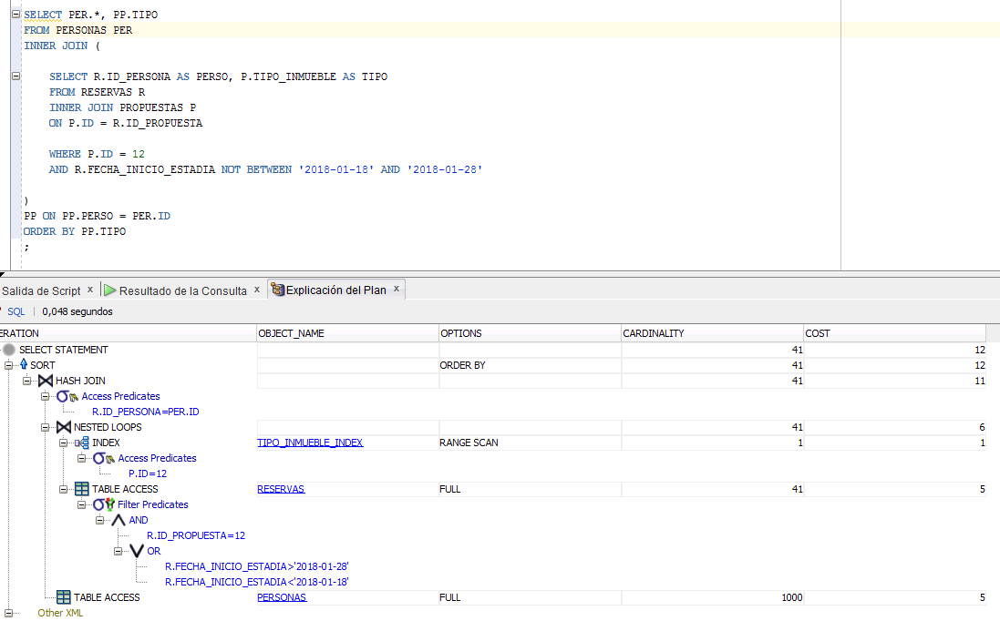 SELECT PER.*, PP.TIPO
FROM PERSONAS PER
INNER JOIN (
SELECT R.ID_PERSONA AS PERSO, P.TIPO_INMUEBLE AS TIPO
FROM RESERVAS R
INNER JOIN PROPUESTAS P
ON P.ID = R.ID_PROPUESTA
WHERE P.ID = 12
AND R.FECHA_INICIO_ESTADIA NOT BETWEEN '2018-01-18' AND '2018-01-28'
)
PP ON PP.PERSO = PER.ID
ORDER BY PP.TIPO
;
Salida de Script x Resultado de la Consulta x Explicación del Plan x
SQL | 0,048 segundos
ERATION OBJECT_NAME OPTIONS CARDINALITY COST
SELECT STATEMENT 41 12
SORT ORDER BY 41 12
HASH JOIN 41 11
Access Predicates
R.ID_PERSONA=PER.ID
NESTED LOOPS 41 6
INDEX TIPO_INMUEBLE_INDEX RANGE SCAN 1 1
Access Predicates
P.ID=12
TABLE ACCESS RESERVAS FULL 41 5
Filter Predicates
AND
R.ID_PROPUESTA=12
OR
R.FECHA_INICIO_ESTADIA>'2018-01-28'
R.FECHA_INICIO_ESTADIA<'2018-01-18'
TABLE ACCESS PERSONAS FULL 1000 5
Other XML